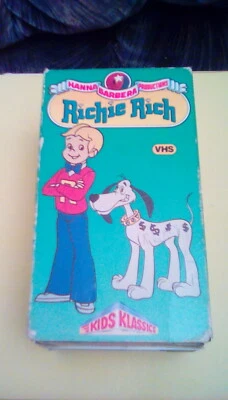 HANNA BARBERA PRODUCTIONS
Richie Rich
VHS
$ $ $ $
KIDS KLASSICS